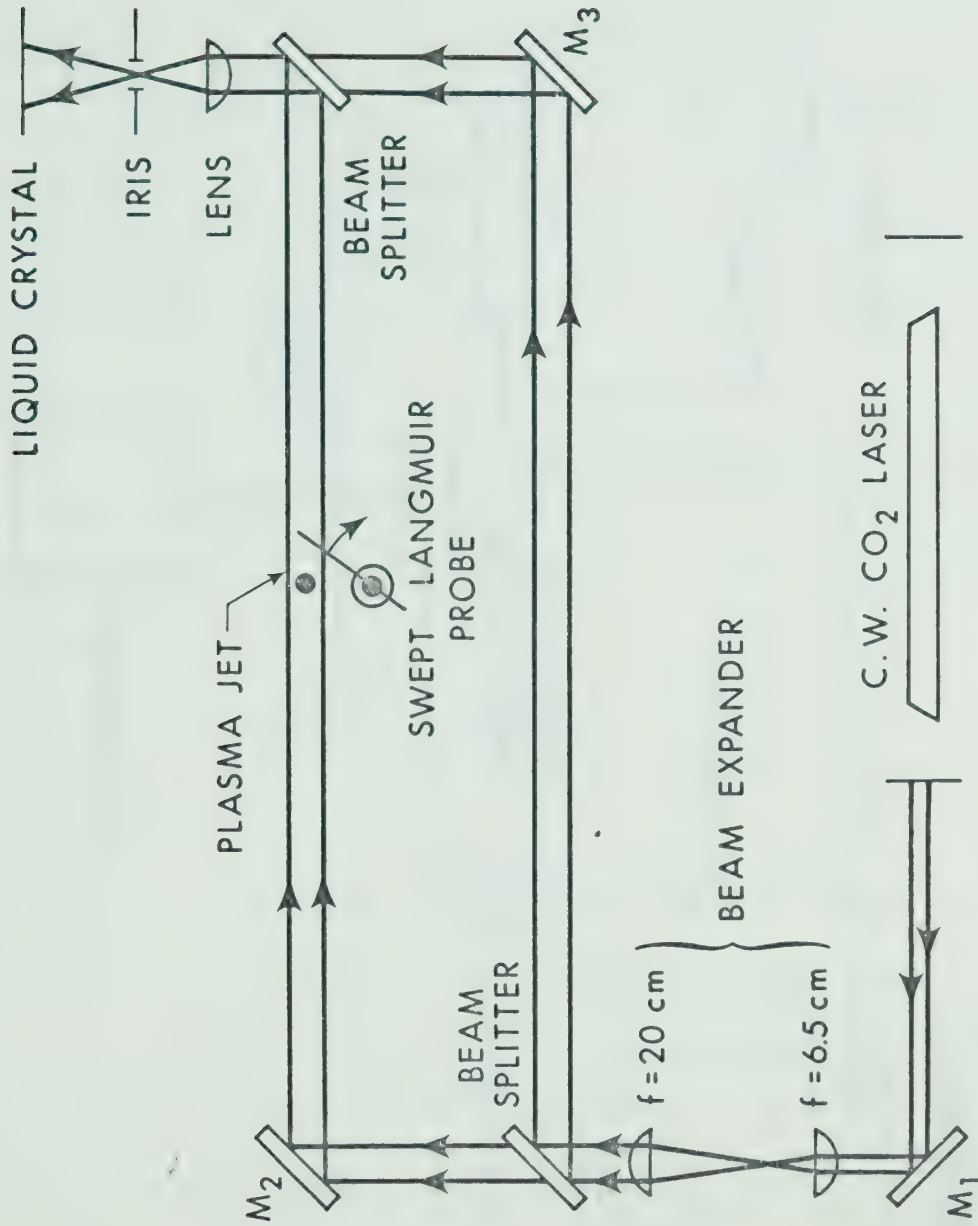 LIQUID CRYSTAL
IRIS
LENS
BEAM
SPLITTER
M3
PLASMA JET
SWEPT LANGMUIR
PROBE
M2
BEAM
SPLITTER
f = 20 cm
f = 6.5 cm
BEAM EXPANDER
C.W. CO2 LASER
M1